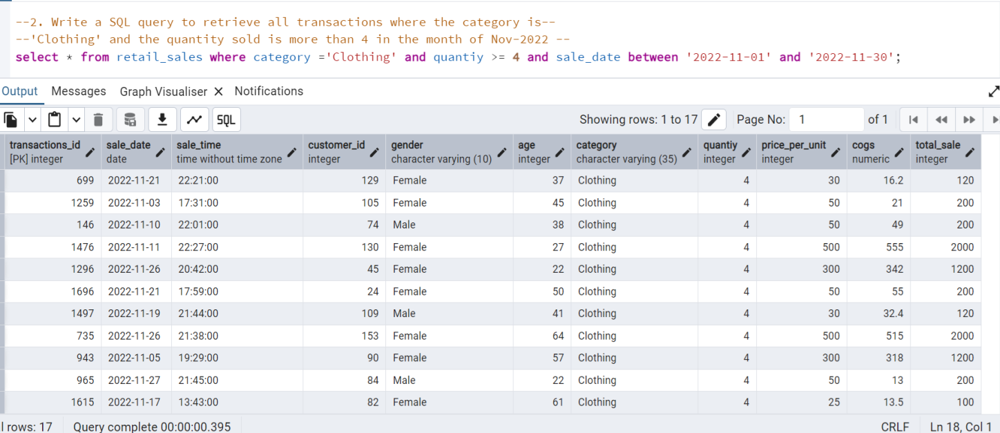 --2. Write a SQL query to retrieve all transactions where the category is--
--'Clothing' and the quantity sold is more than 4 in the month of Nov-2022 --
select * from retail_sales where category ='Clothing' and quantiy >= 4 and sale_date between '2022-11-01' and '2022-11-30';
Output Messages Graph Visualiser X Notifications
SQL Showing rows: 1 to 17 Page No: 1 of 1
transactions_id sale_date sale_time customer_id gender age category quantiy price_per_unit cogs total_sale
[PK] integer date time without time zone integer character varying (10) integer character varying (35) integer integer numeric integer
699 2022-11-21 22:21:00 129 Female 37 Clothing 4 30 16.2 120
1259 2022-11-03 17:31:00 105 Female 45 Clothing 4 50 21 200
146 2022-11-10 22:01:00 74 Male 38 Clothing 4 50 49 200
1476 2022-11-11 22:27:00 130 Female 27 Clothing 4 500 555 2000
1296 2022-11-26 20:42:00 45 Female 22 Clothing 4 300 342 1200
1696 2022-11-21 17:59:00 24 Female 50 Clothing 4 50 55 200
1497 2022-11-19 21:44:00 109 Male 41 Clothing 4 30 32.4 120
735 2022-11-26 21:38:00 153 Female 64 Clothing 4 500 515 2000
943 2022-11-05 19:29:00 90 Female 57 Clothing 4 300 318 1200
965 2022-11-27 21:45:00 84 Male 22 Clothing 4 50 13 200
1615 2022-11-17 13:43:00 82 Female 61 Clothing 4 25 13.5 100
l rows: 17 Query complete 00:00:00.395 CRLF Ln 18, Col 1